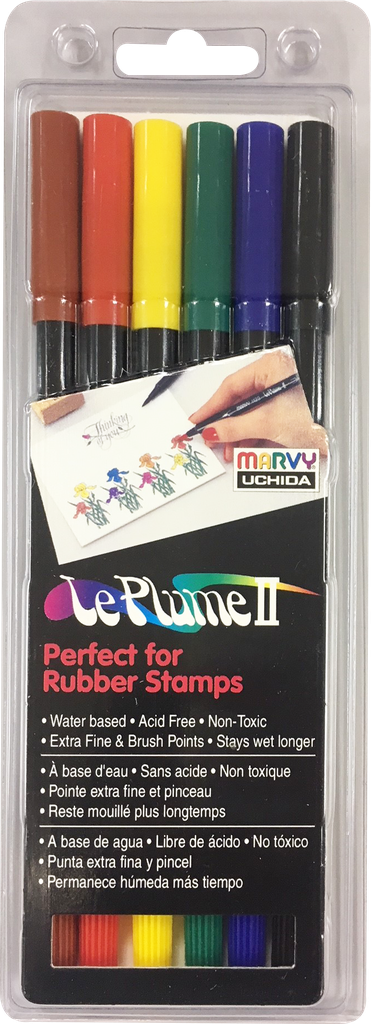 Thinking
of you
MARVY
UCHIDA
Le Plume II
Perfect for
Rubber Stamps
• Water based • Acid Free • Non-Toxic
• Extra Fine & Brush Points • Stays wet longer
• À base d'eau • Sans acide • Non toxique
• Pointe extra fine et pinceau
• Reste mouillé plus longtemps
• A base de agua • Libre de ácido • No tóxico
• Punta extra fina y pincel
• Permanece húmeda más tiempo